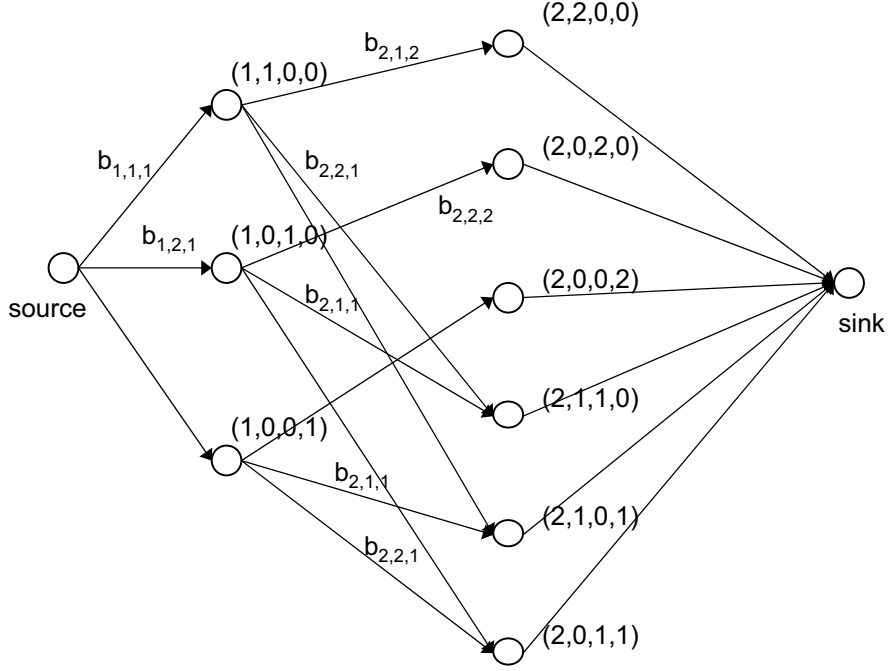 (2,2,0,0)
b2,1,2
(1,1,0,0)
(2,0,2,0)
b1,1,1
b2,2,1
b2,2,2
(1,0,1,0)
b1,2,1
(2,0,0,2)
source
b2,1,1
sink
(2,1,1,0)
(1,0,0,1)
b2,1,1
(2,1,0,1)
b2,2,1
(2,0,1,1)